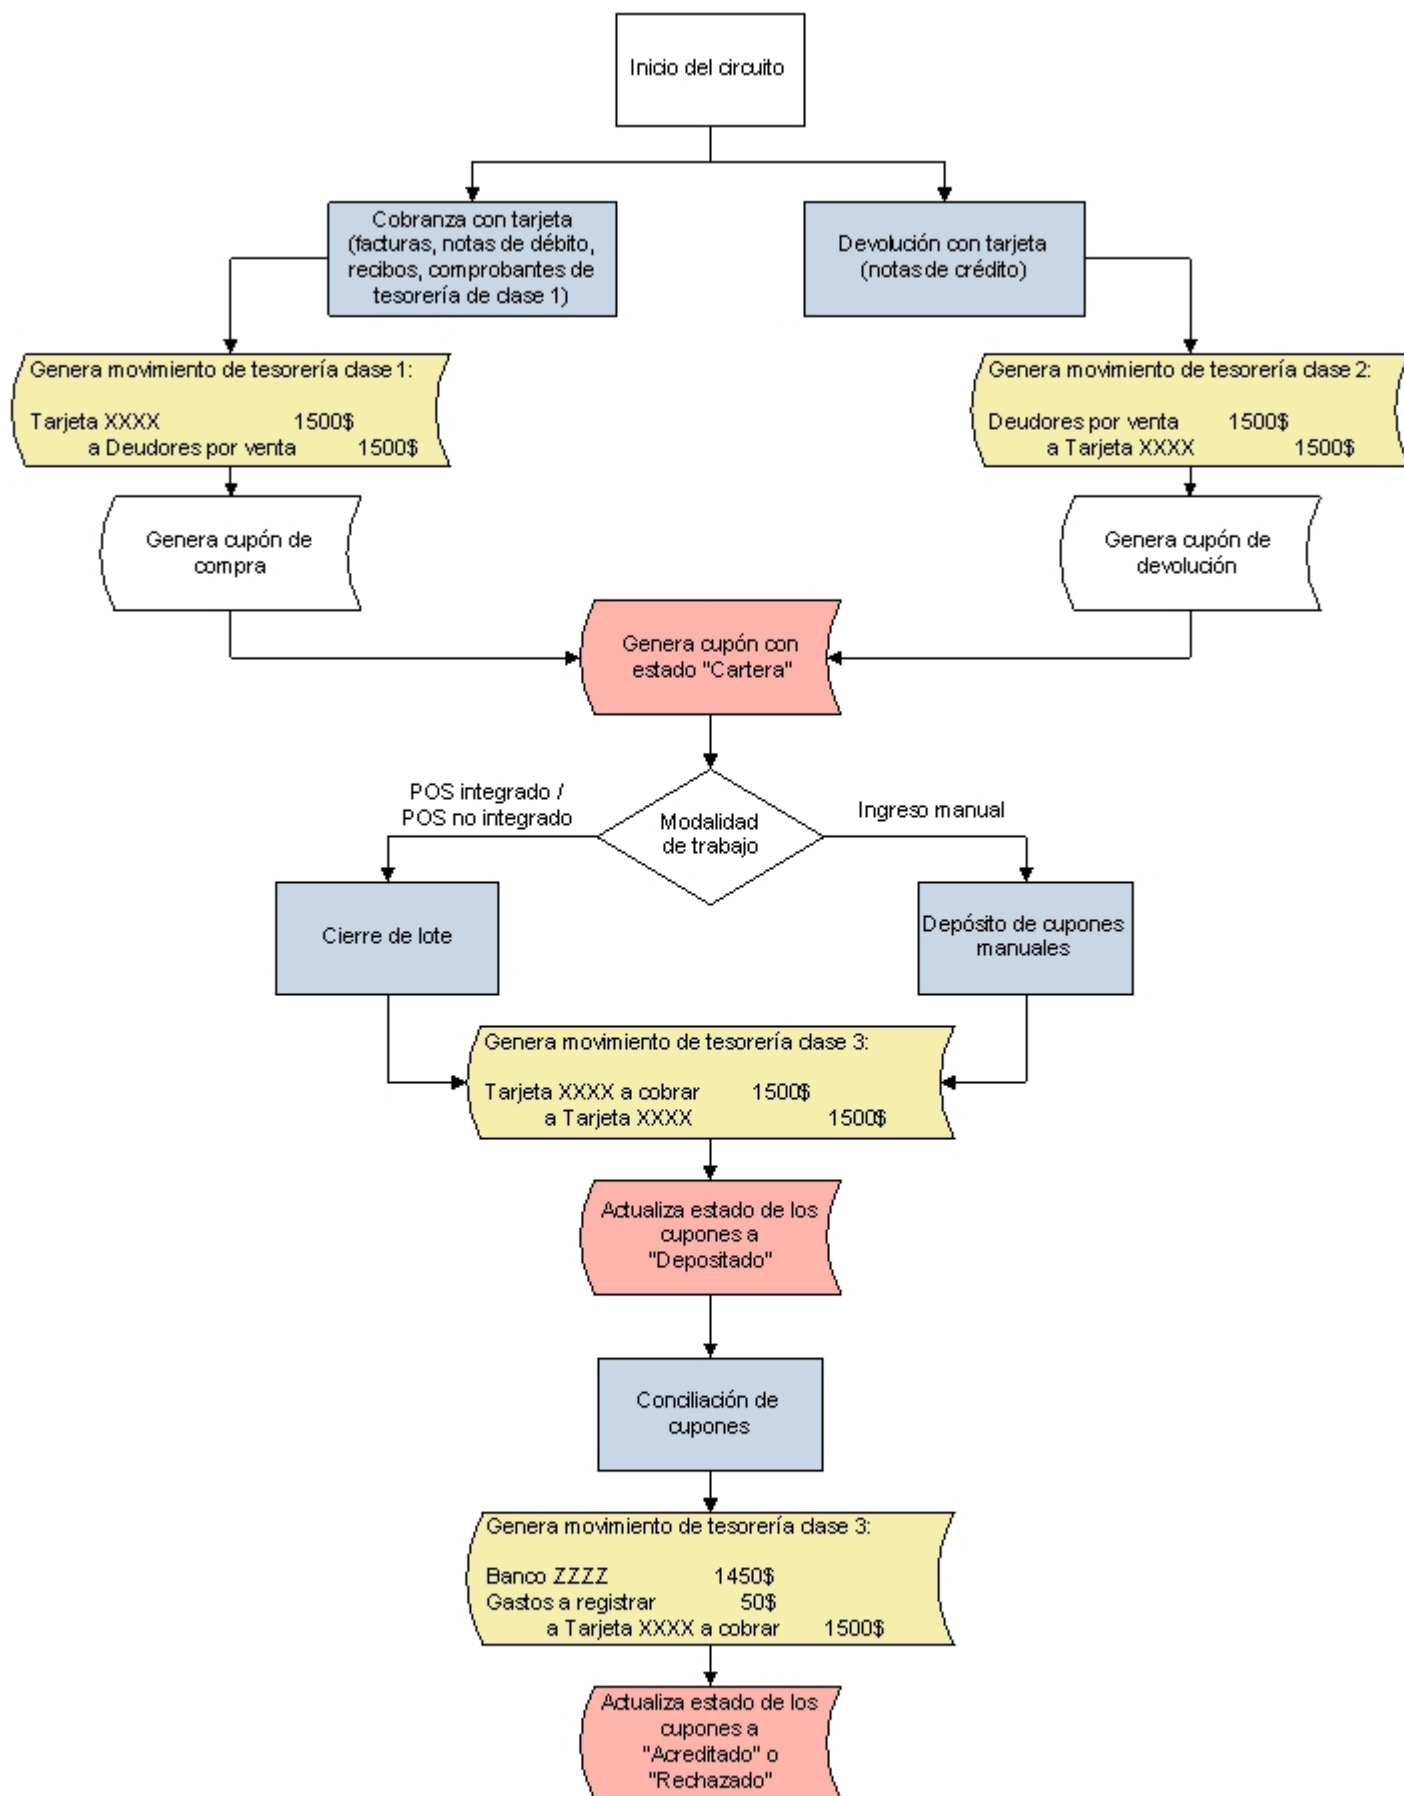 Inicio del circuito
Cobranza con tarjeta
(facturas, notas de débito,
recibos, comprobantes de
tesorería de clase 1)
Devolución con tarjeta
(notas de crédito)
Genera movimiento de tesorería clase 1:
Tarjeta XXXX 1500$
a Deudores por venta 1500$
Genera movimiento de tesorería clase 2:
Deudores por venta 1500$
a Tarjeta XXXX 1500$
Genera cupón de
compra
Genera cupón de
devolución
Genera cupón con
estado "Cartera"
POS integrado /
POS no integrado
Modalidad
de trabajo
Ingreso manual
Cierre de lote
Depósito de cupones
manuales
Genera movimiento de tesorería clase 3:
Tarjeta XXXX a cobrar 1500$
a Tarjeta XXXX 1500$
Actualiza estado de los
cupones a
"Depositado"
Conciliación de
cupones
Genera movimiento de tesorería clase 3:
Banco ZZZZ 1450$
Gastos a registrar 50$
a Tarjeta XXXX a cobrar 1500$
Actualiza estado de los
cupones a
"Acreditado" o
"Rechazado"